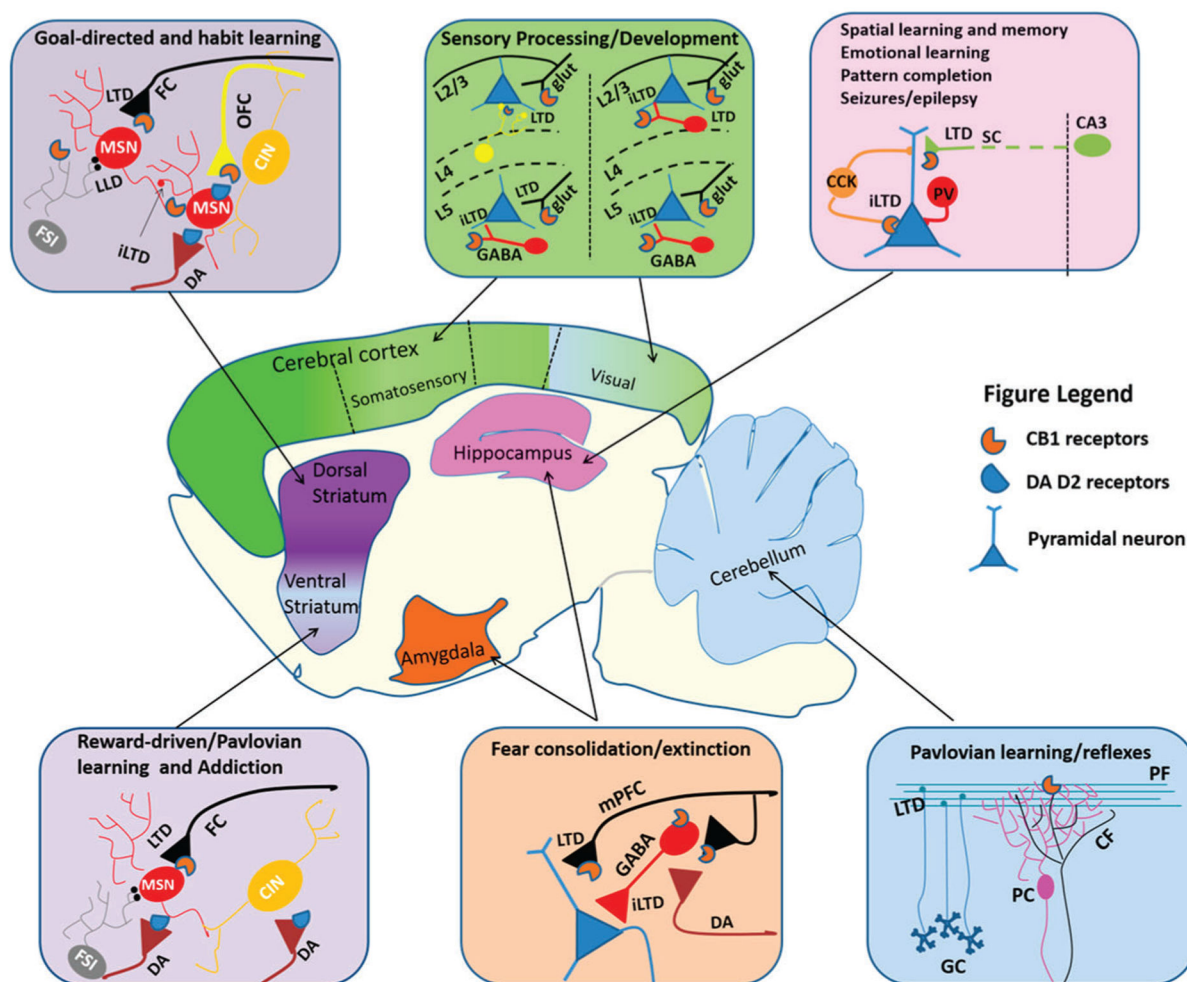 Goal-directed and habit learning
LTD
FC
OFC
MSN
CIN
LLD
MSN
FSI
iLTD
DA
Sensory Processing/Development
L2/3
glut
LTD
L4
L5
LTD
iLTD
glut
GABA
L2/3
iLTD
glut
LTD
L4
L5
LTD
iLTD
glut
GABA
Spatial learning and memory
Emotional learning
Pattern completion
Seizures/epilepsy
LTD
SC
CA3
CCK
iLTD
PV
Cerebral cortex
Somatosensory
Visual
Hippocampus
Dorsal
Striatum
Ventral
Striatum
Amygdala
Cerebellum
Figure Legend
CB1 receptors
DA D2 receptors
Pyramidal neuron
Reward-driven/Pavlovian
learning and Addiction
LTD
FC
MSN
CIN
FSI
DA
DA
Fear consolidation/extinction
mPFC
LTD
GABA
iLTD
DA
Pavlovian learning/reflexes
PF
LTD
CF
PC
GC